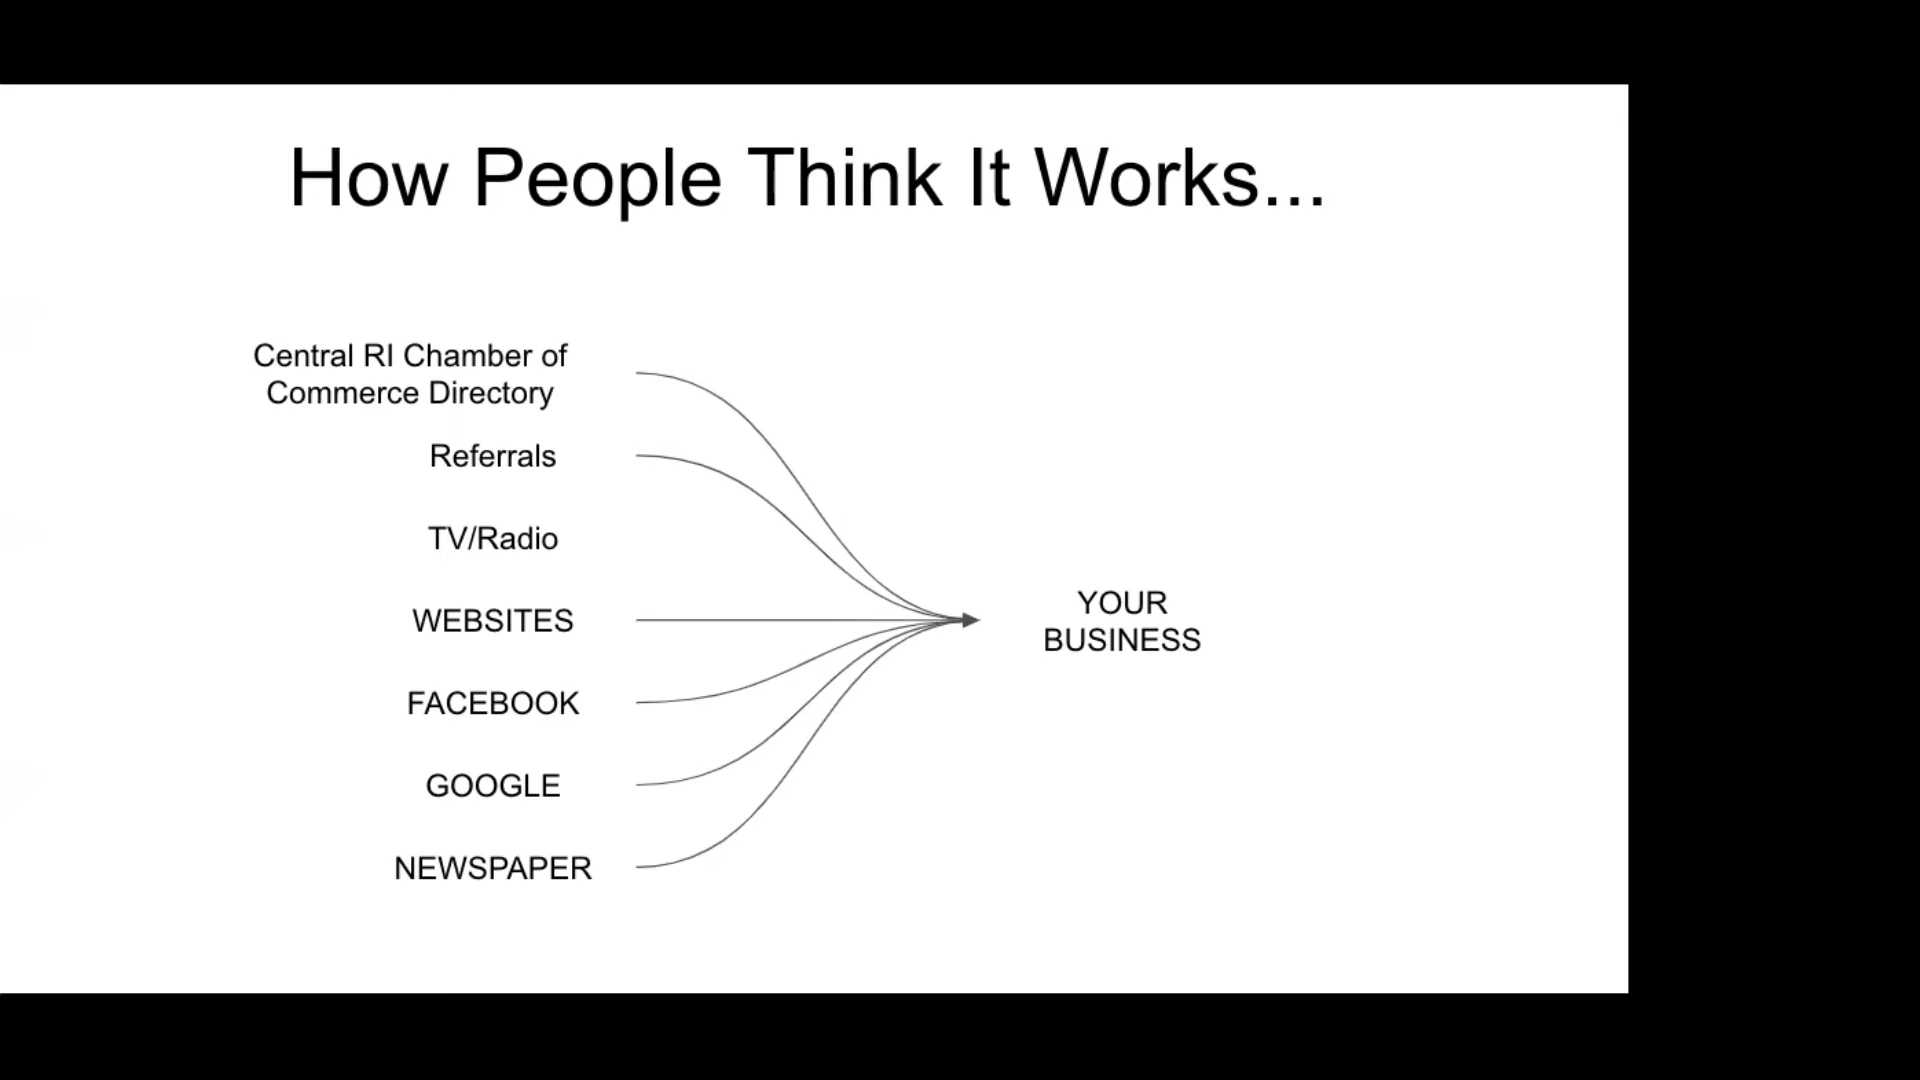 How People Think It Works...
Central RI Chamber of
Commerce Directory
Referrals
TV/Radio
WEBSITES
FACEBOOK
GOOGLE
NEWSPAPER
YOUR
BUSINESS